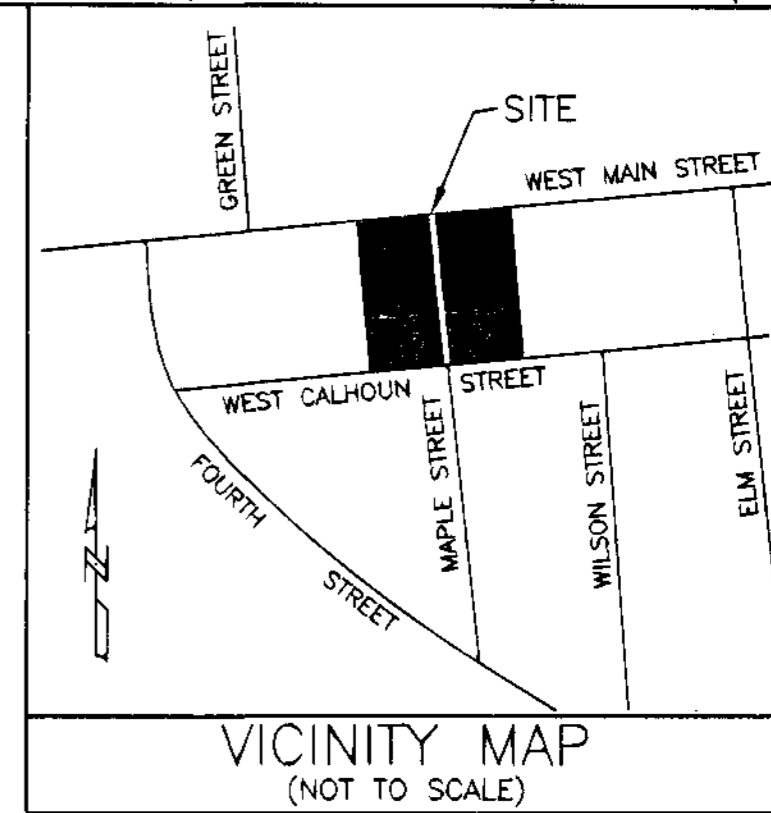 GREEN STREET
SITE
WEST MAIN STREET
WEST CALHOUN STREET
FOURTH STREET
MAPLE STREET
WILSON STREET
ELM STREET
N
VICINITY MAP
(NOT TO SCALE)